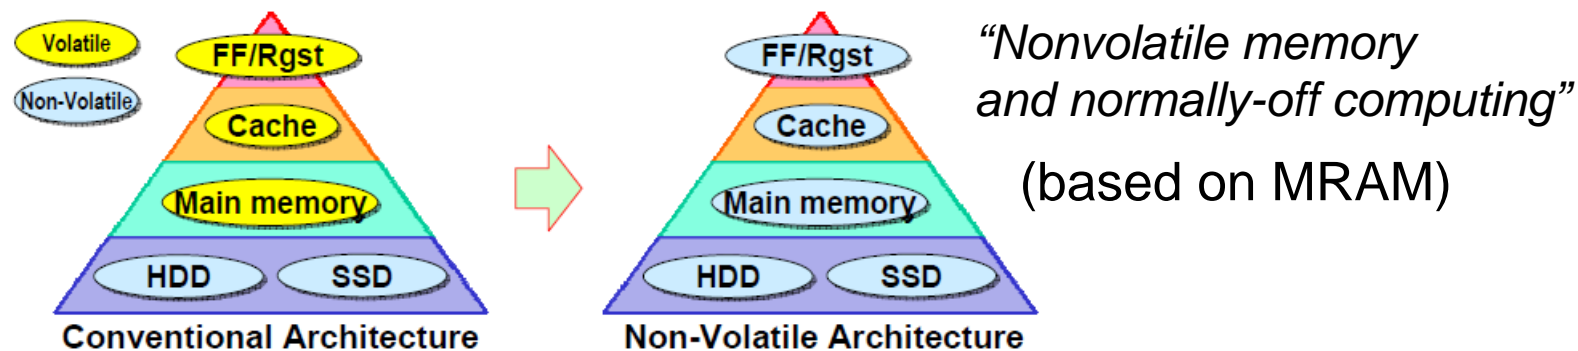 Volatile
Non-Volatile
FF/Rgst
Cache
Main memory
HDD SSD
Conventional Architecture
FF/Rgst
Cache
Main memory
HDD SSD
Non-Volatile Architecture
“Nonvolatile memory
and normally-off computing”
(based on MRAM)